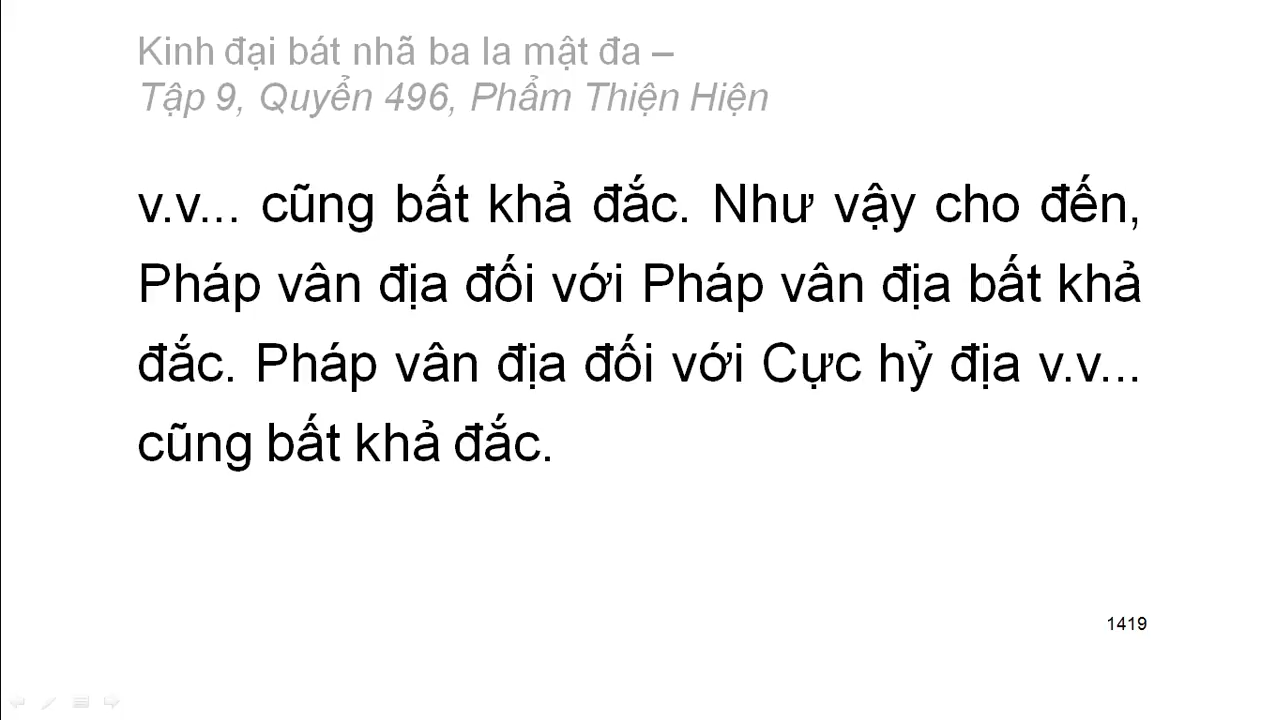 Kinh đại bát nhã ba la mật đa –
Tập 9, Quyển 496, Phẩm Thiện Hiện
v.v... cũng bất khả đắc. Như vậy cho đến,
Pháp vân địa đối với Pháp vân địa bất khả
đắc. Pháp vân địa đối với Cực hỷ địa v.v...
cũng bất khả đắc.
1419